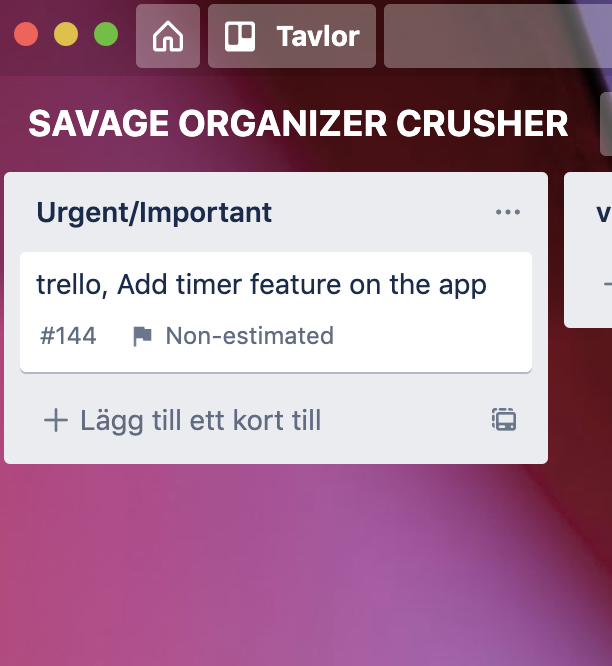 Tavlor
SAVAGE ORGANIZER CRUSHER
Urgent/Important
trello, Add timer feature on the app
#144 Non-estimated
+ Lägg till ett kort till